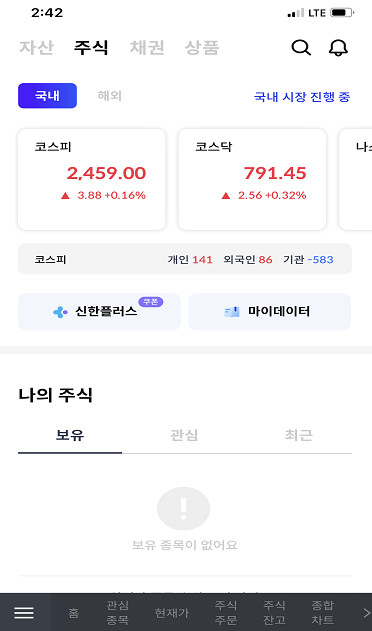 2:42 LTE
자산 주식 채권 상품
국내 해외 국내 시장 진행 중
코스피 코스닥 나스
2,459.00 791.45
▲ 3.88 +0.16% ▲ 2.56 +0.32%
코스피 개인 141 외국인 86 기관 -583
쿠폰
신한플러스 마이데이터
나의 주식
보유 관심 최근
보유 종목이 없어요
홈 관심 종목 현재가 주식 주문 주식 잔고 종합 차트